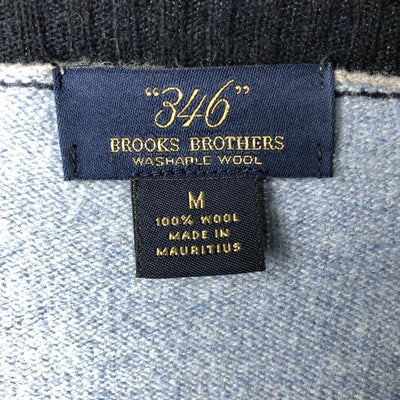 "346"
BROOKS BROTHERS
WASHABLE WOOL
M
100% WOOL
MADE IN
MAURITIUS